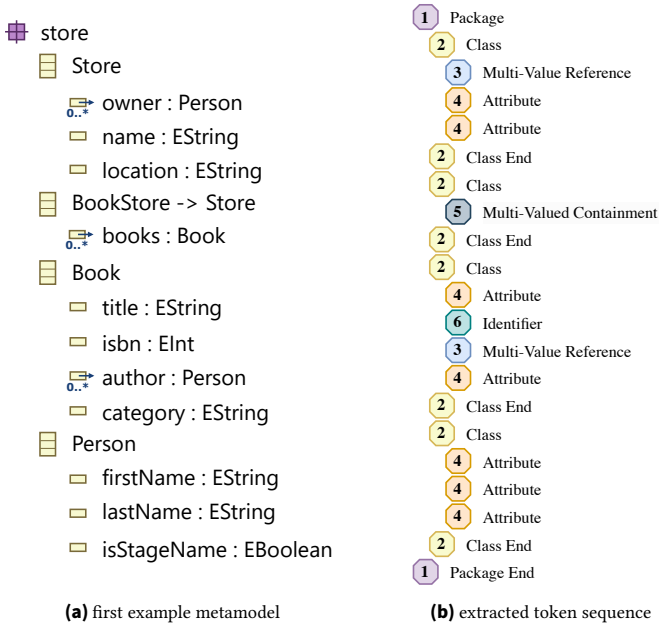 store
Store
0..* owner : Person
name : EString
location : EString
BookStore -> Store
0..* books : Book
Book
title : EString
isbn : EInt
0..* author : Person
category : EString
Person
firstName : EString
lastName : EString
isStageName : EBoolean
(a) first example metamodel
1 Package
2 Class
3 Multi-Value Reference
4 Attribute
4 Attribute
2 Class End
2 Class
5 Multi-Valued Containment
2 Class End
2 Class
4 Attribute
6 Identifier
3 Multi-Value Reference
4 Attribute
2 Class End
2 Class
4 Attribute
4 Attribute
4 Attribute
2 Class End
1 Package End
(b) extracted token sequence